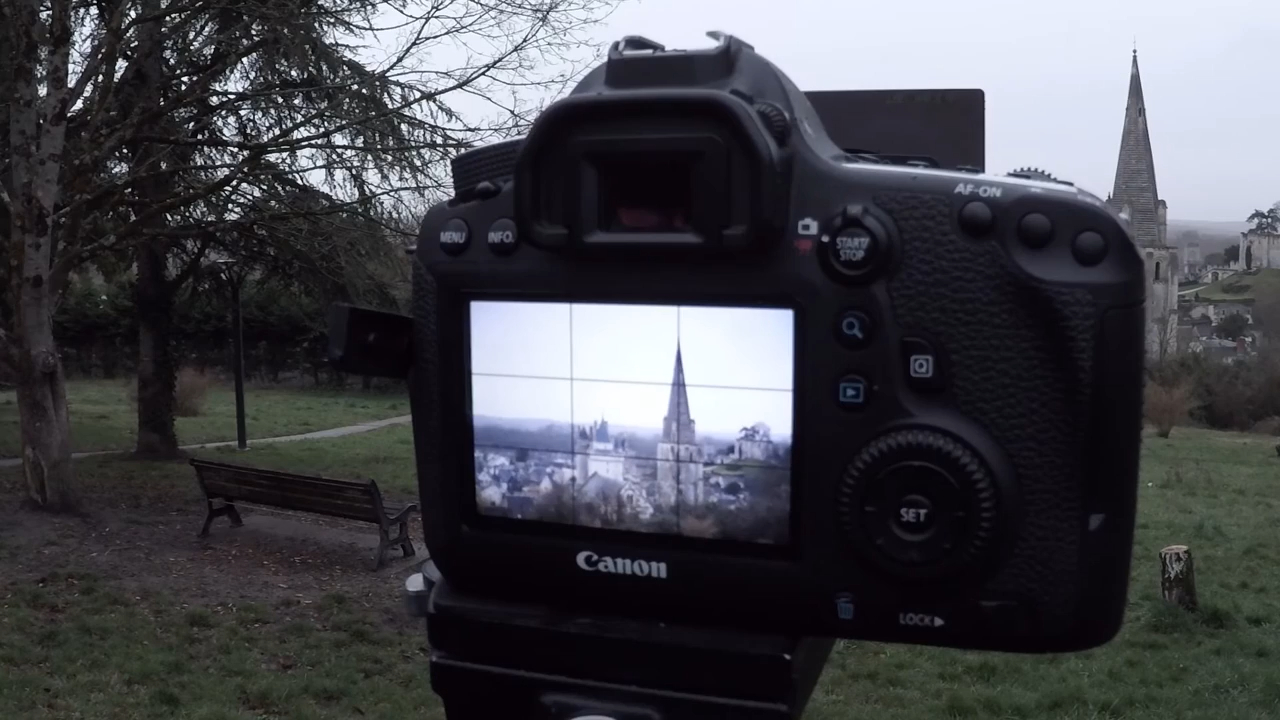 AF-ON
MENU
INFO.
START/
STOP
Q
SET
Canon
LOCK